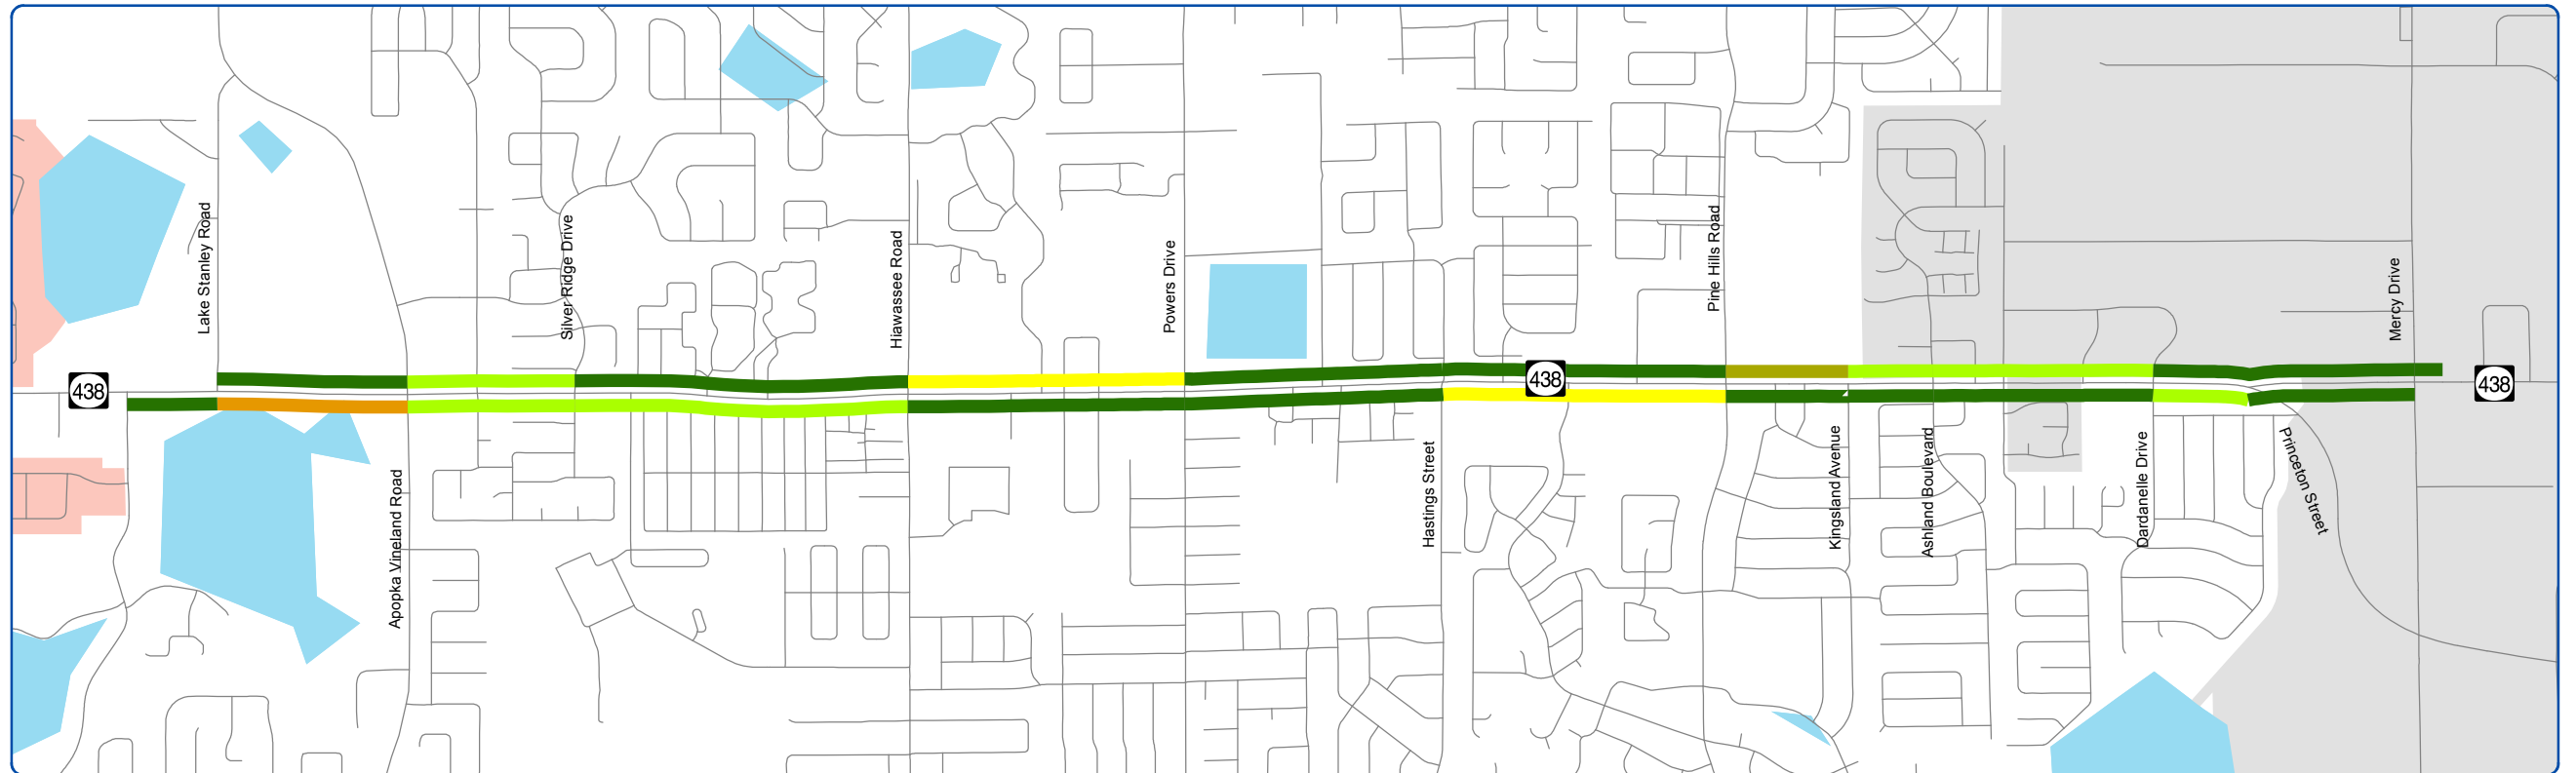 Lake Stanley Road
Silver Ridge Drive
Hiawassee Road
Powers Drive
Pine Hills Road
Mercy Drive
438
438
438
Apopka Vineland Road
Hastings Street
Kingsland Avenue
Ashland Boulevard
Dardanelle Drive
Princeton Street